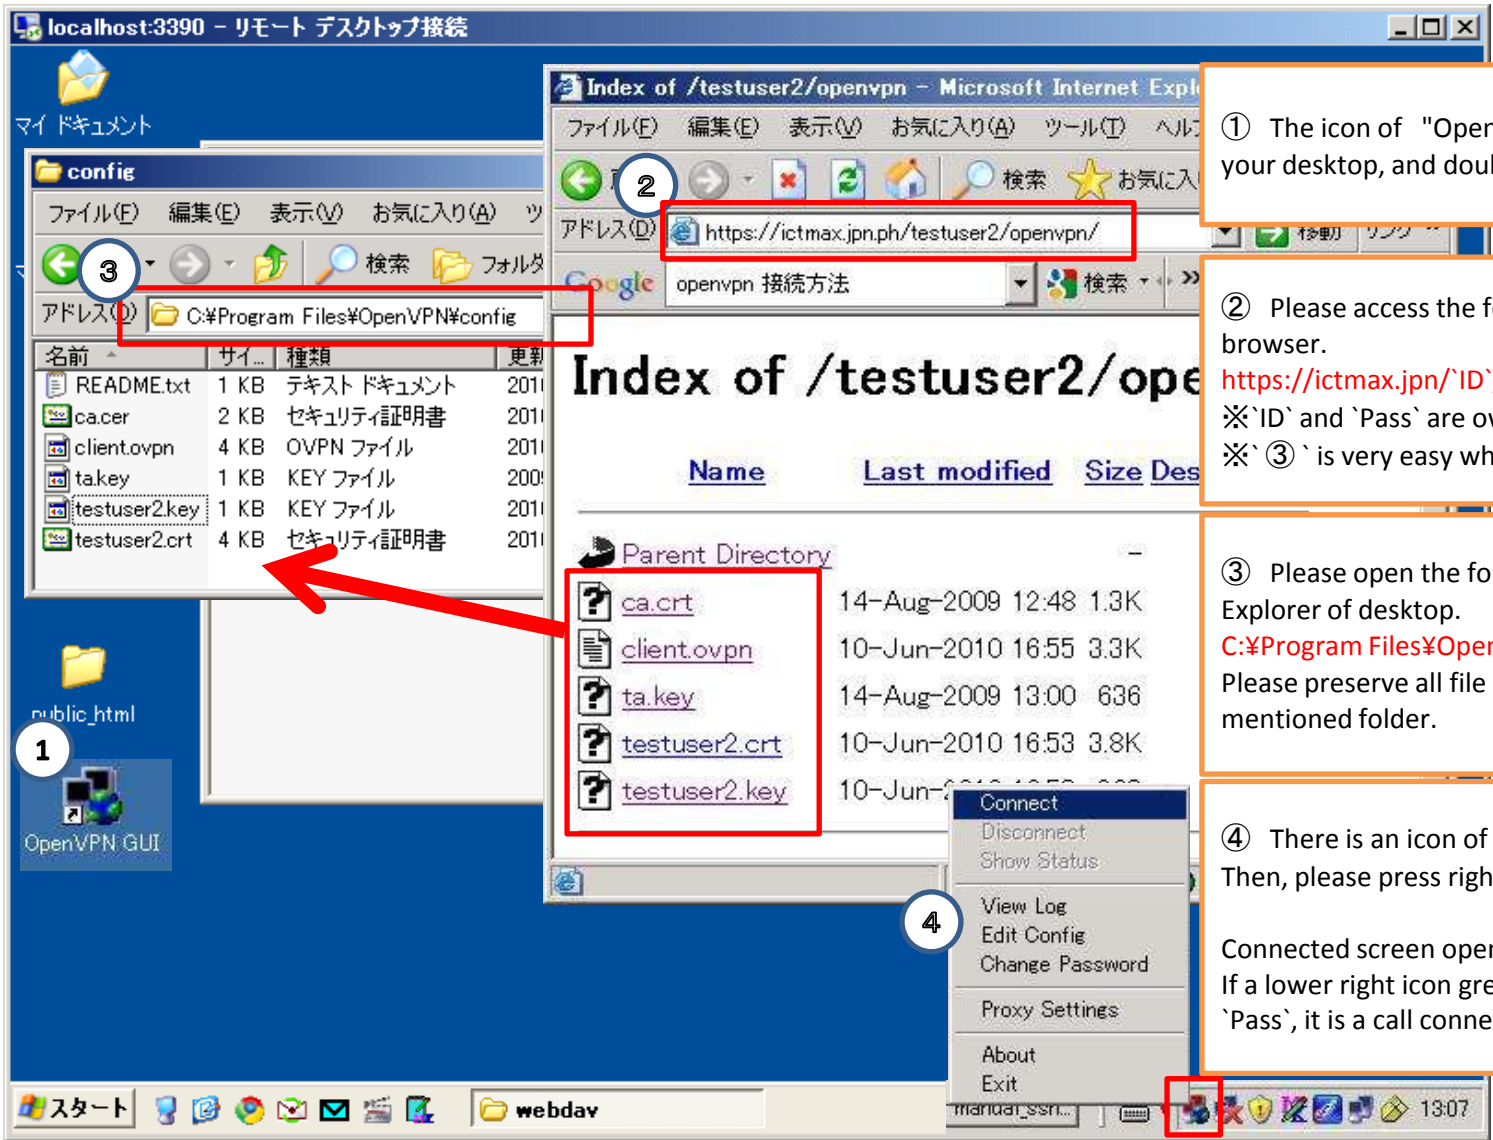 localhost:3390 - リモート デスクトップ接続
マイ ドキュメント
config
ファイル(F) 編集(E) 表示(V) お気に入り(A) ツ
③
検索 フォルダ
アドレス(D) C:¥Program Files¥OpenVPN¥config
名前 サイ... 種類 更新
README.txt 1 KB テキスト ドキュメント
ca.cer 2 KB セキュリティ証明書
client.ovpn 4 KB OVPN ファイル
ta.key 1 KB KEY ファイル
testuser2.key 1 KB KEY ファイル
testuser2.crt 4 KB セキュリティ証明書
public_html
①
OpenVPN GUI
Index of /testuser2/openvpn - Microsoft Internet Expl
ファイル(F) 編集(E) 表示(V) お気に入り(A) ツール(T) ヘル
②
検索 お気に入
アドレス(D) https://ictmax.jpn.ph/testuser2/openvpn/ 移動 リンク »
Google openvpn 接続方法 検索 »
Index of /testuser2/ope
Name Last modified Size Des
Parent Directory -
ca.crt 14-Aug-2009 12:48 1.3K
client.ovpn 10-Jun-2010 16:55 3.3K
ta.key 14-Aug-2009 13:00 636
testuser2.crt 10-Jun-2010 16:53 3.8K
testuser2.key 10-Jun-
Connect
Disconnect
Show Status
④
View Log
Edit Config
Change Password
Proxy Settings
About
Exit
① The icon of "Open
your desktop, and doul
② Please access the f
browser.
https://ictmax.jpn/`ID`
※`ID` and `Pass` are ov
※`③` is very easy wh
③ Please open the fo
Explorer of desktop.
C:¥Program Files¥Open
Please preserve all file
mentioned folder.
④ There is an icon of
Then, please press righ
Connected screen oper
If a lower right icon gre
`Pass`, it is a call conne
スタート webdav manual_ssh... 13:07